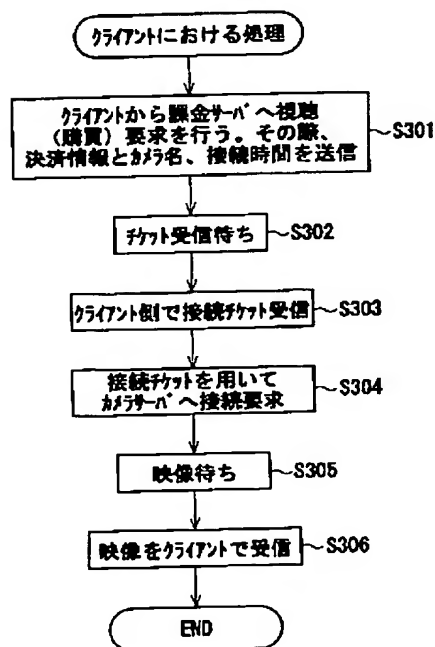 クライアントにおける処理
クライアントから課金サーバへ視聴
(購買)要求を行う。その際、
決済情報とカメラ名、接続時間を送信
S301
チケット受信待ち
S302
クライアント側で接続チケット受信
S303
接続チケットを用いて
カメラサーバへ接続要求
S304
映像待ち
S305
映像をクライアントで受信
S306
END